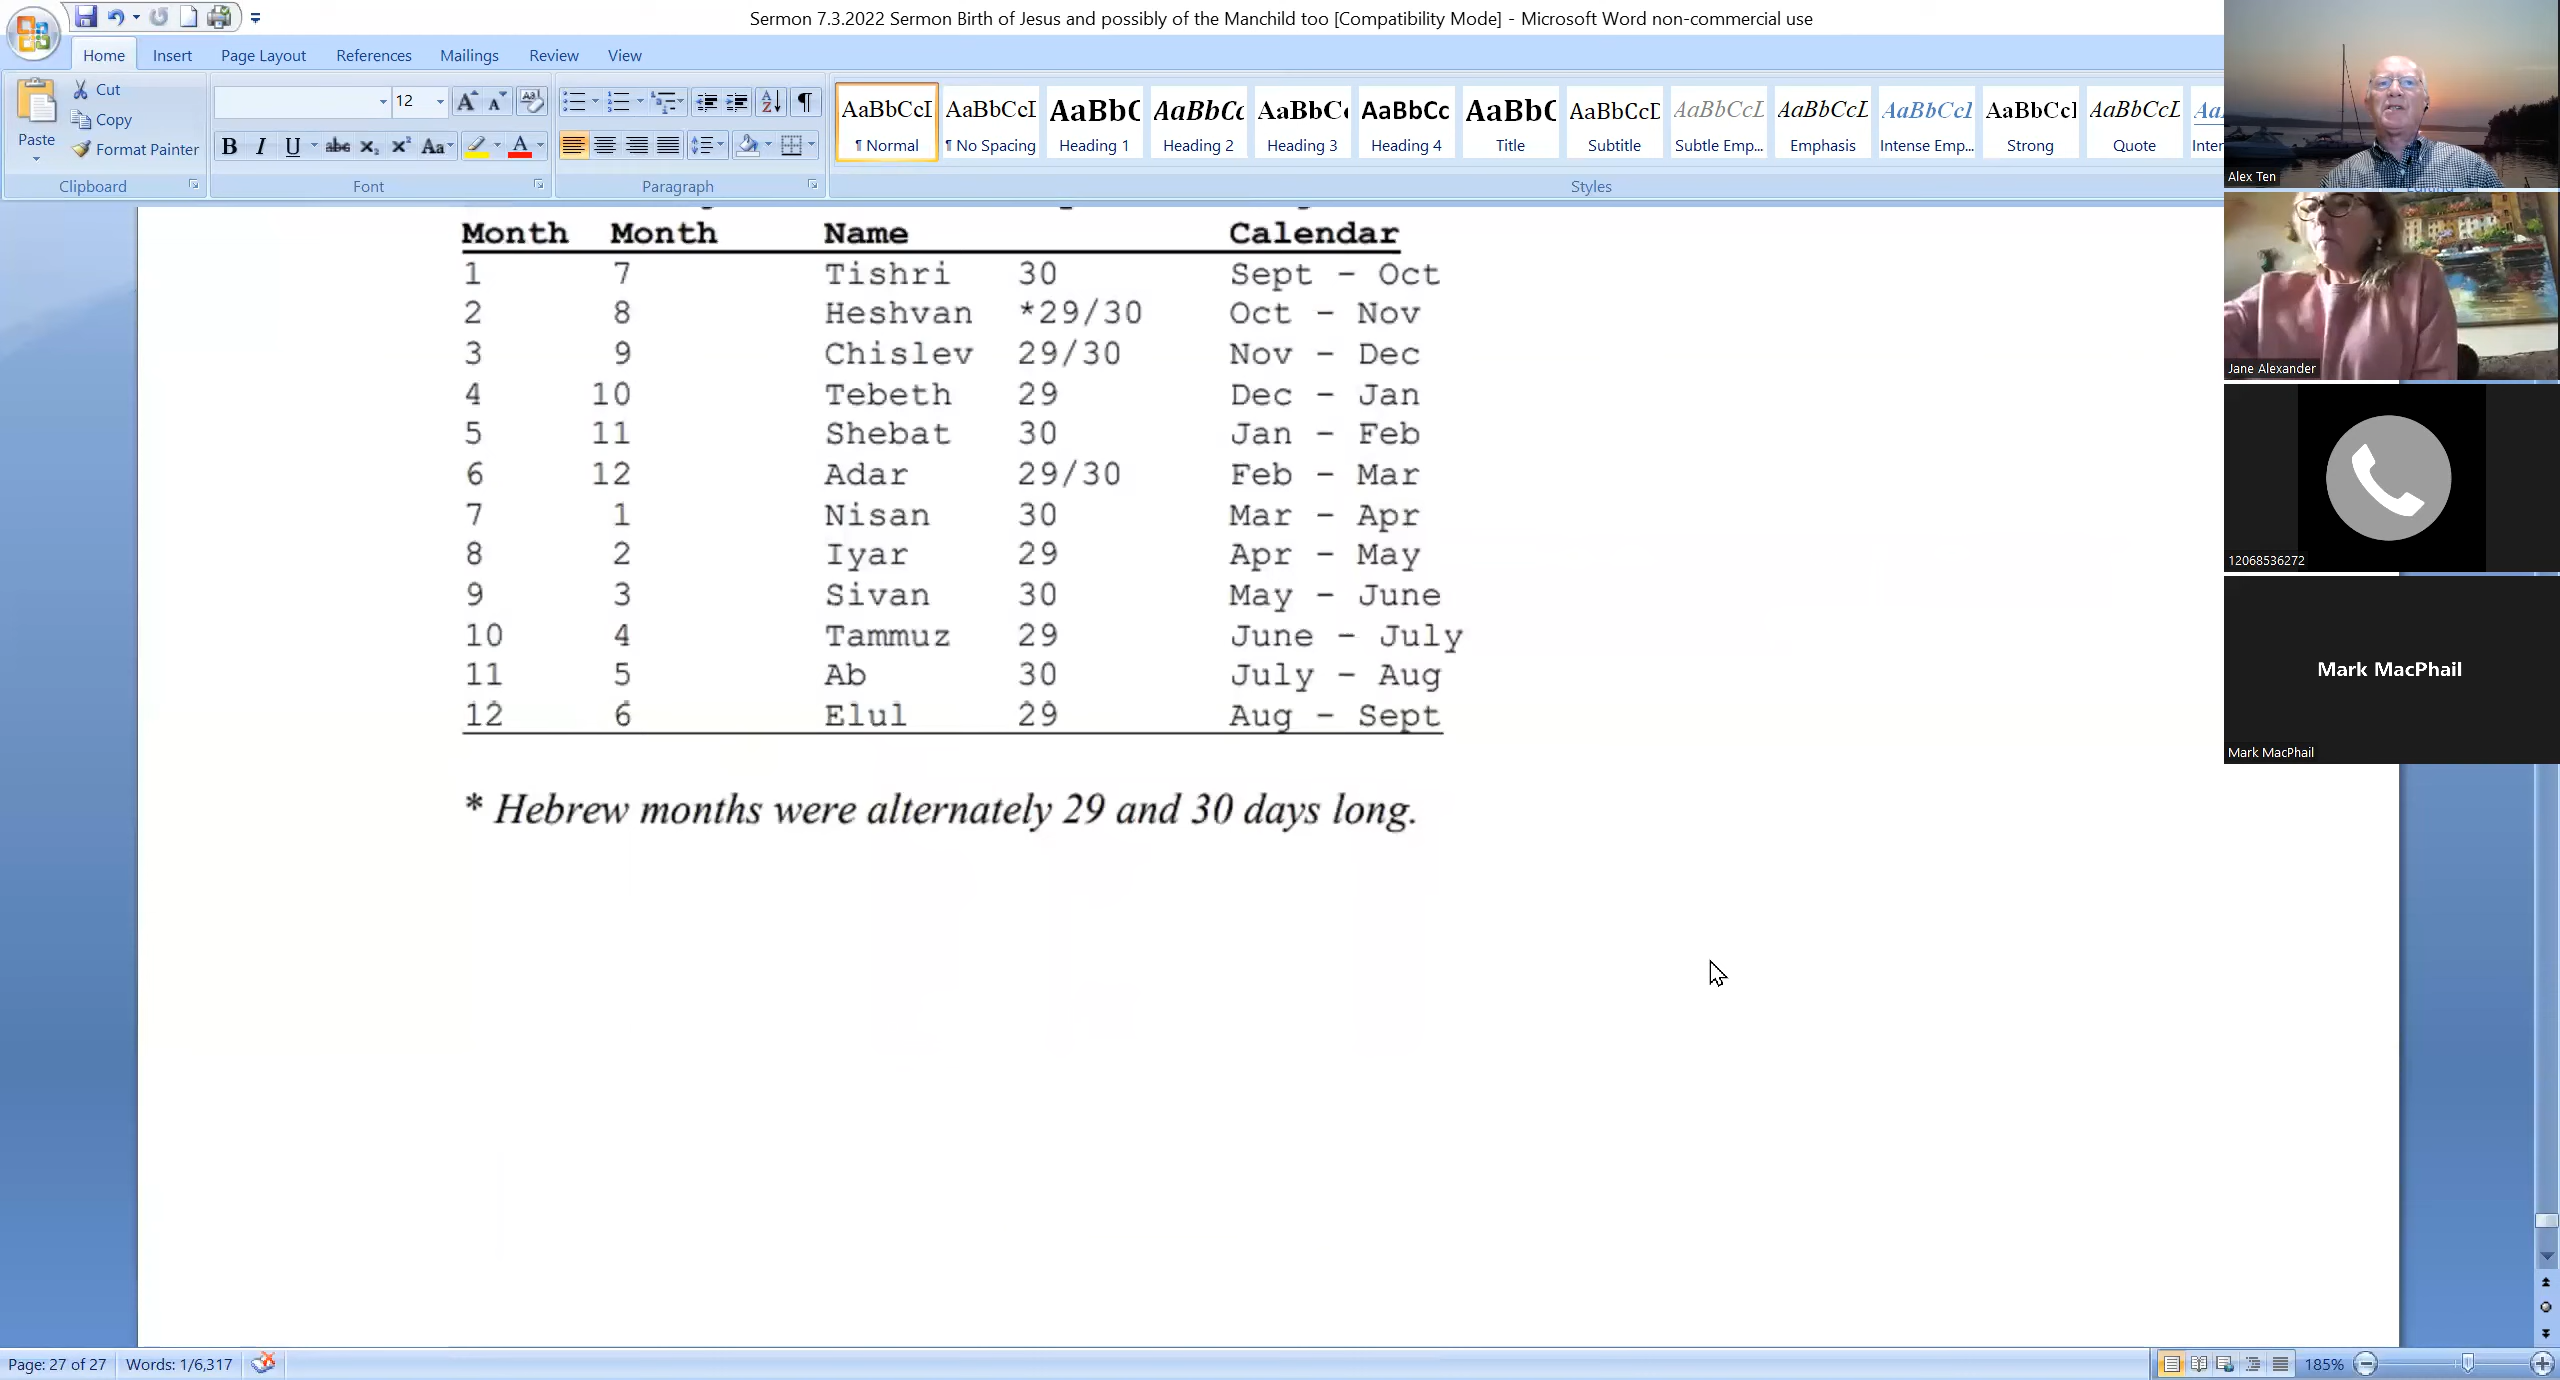 Sermon 7.3.2022 Sermon Birth of Jesus and possibly of the Manchild too [Compatibility Mode] - Microsoft Word non-commercial use
Home Insert Page Layout References Mailings Review View
Paste
Cut
Copy
Format Painter
Clipboard
12
B I U abc x₂ x² Aa A
Font
Paragraph
AaBbCcI AaBbCcI AaBbC AaBbCc AaBbCc AaBbCc AaBbC AaBbCcD AaBbCcL AaBbCcL AaBbCcI AaBbCcI AaBbCcL Aa
¶ Normal ¶ No Spacing Heading 1 Heading 2 Heading 3 Heading 4 Title Subtitle Subtle Emp... Emphasis Intense Emp... Strong Quote Inter
Styles
Month Month Name Calendar
1 7 Tishri 30 Sept - Oct
2 8 Heshvan *29/30 Oct - Nov
3 9 Chislev 29/30 Nov - Dec
4 10 Tebeth 29 Dec - Jan
5 11 Shebat 30 Jan - Feb
6 12 Adar 29/30 Feb - Mar
7 1 Nisan 30 Mar - Apr
8 2 Iyar 29 Apr - May
9 3 Sivan 30 May - June
10 4 Tammuz 29 June - July
11 5 Ab 30 July - Aug
12 6 Elul 29 Aug - Sept
* Hebrew months were alternately 29 and 30 days long.
Alex Ten
Jane Alexander
12068536272
Mark MacPhail
Mark MacPhail
Page: 27 of 27 Words: 1/6,317 185%